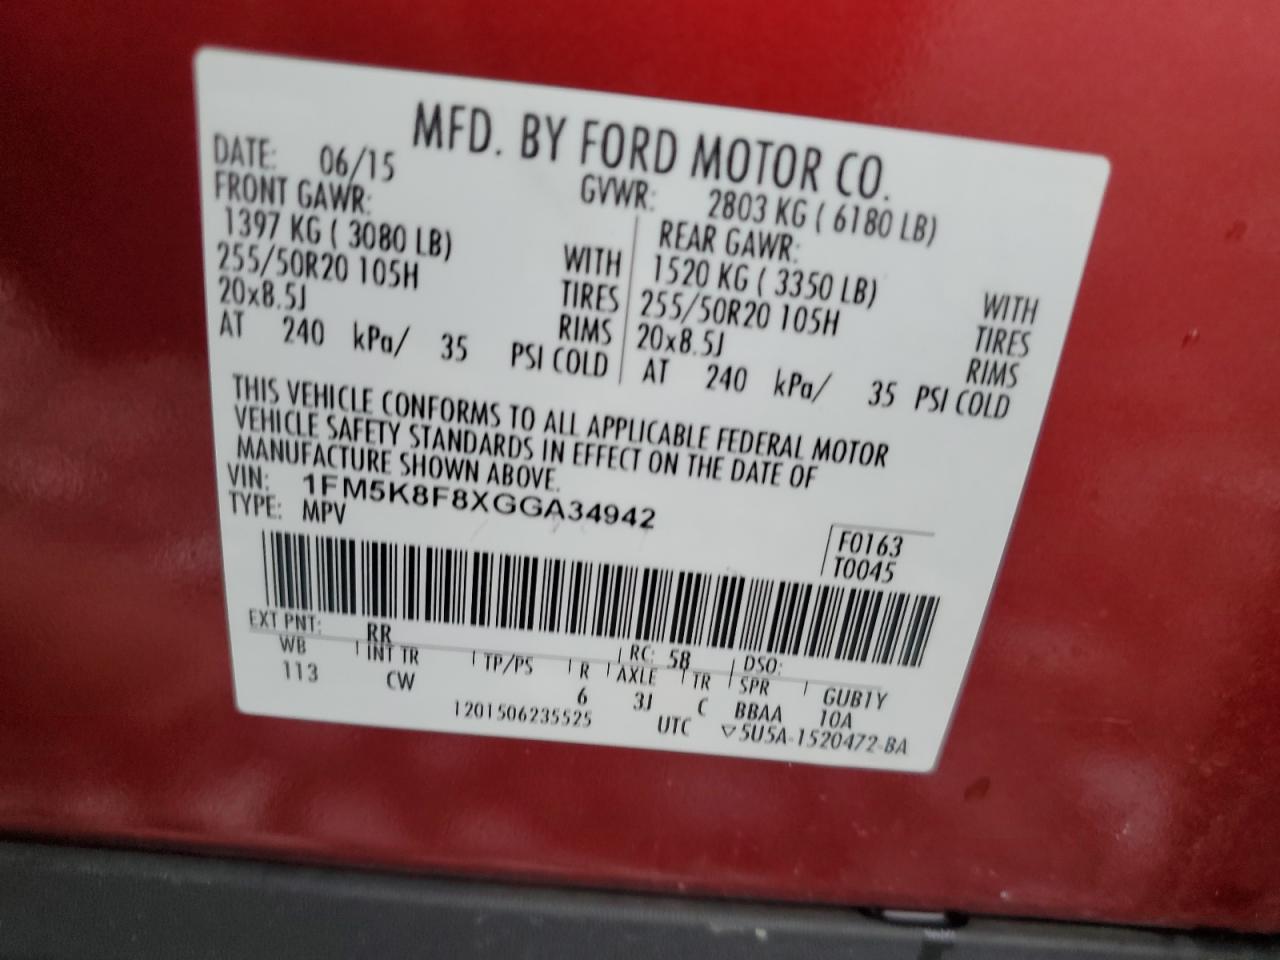 MFD. BY FORD MOTOR CO.
DATE: 06/15 GVWR: 2803 KG ( 6180 LB)
FRONT GAWR: REAR GAWR:
1397 KG ( 3080 LB) WITH 1520 KG ( 3350 LB) WITH
255/50R20 105H TIRES 255/50R20 105H TIRES
20x8.5J RIMS 20x8.5J RIMS
AT 240 kPa/ 35 PSI COLD AT 240 kPa/ 35 PSI COLD
THIS VEHICLE CONFORMS TO ALL APPLICABLE FEDERAL MOTOR
VEHICLE SAFETY STANDARDS IN EFFECT ON THE DATE OF
MANUFACTURE SHOWN ABOVE.
VIN: 1FM5K8F8XGGA34942
TYPE: MPV
F0163
T0045
EXT PNT: RR RC: 58 DSO:
WB INT TR TP/PS R AXLE TR SPR GUB1Y
113 CW 6 3J C BBAA 10A
1201506235525 UTC ▽5U5A-1520472-BA